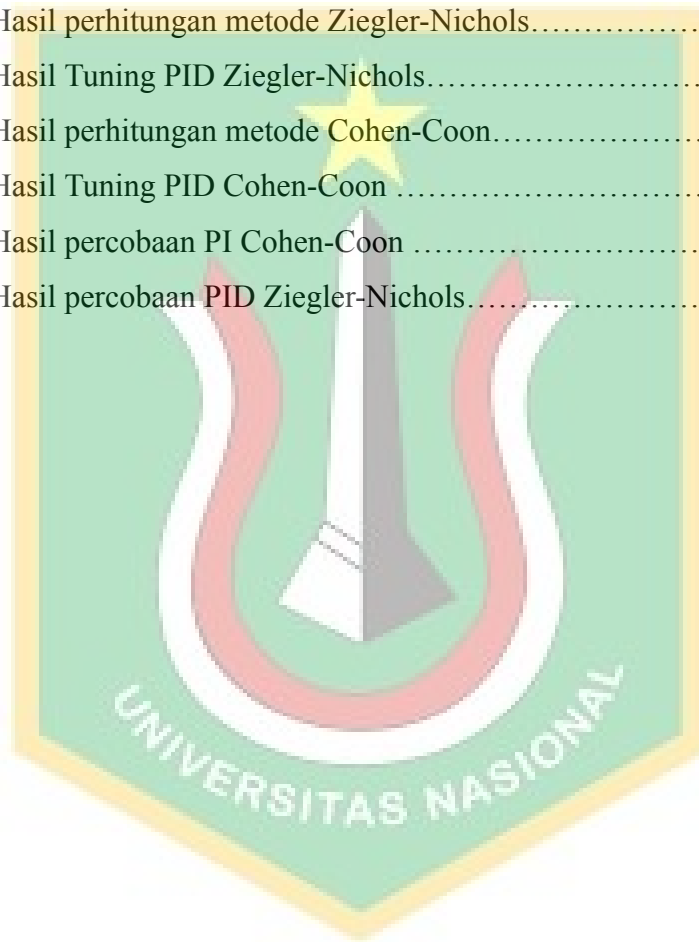 Hasil perhitungan metode Ziegler-Nichols....................
Hasil Tuning PID Ziegler-Nichols..............................
Hasil perhitungan metode Cohen-Coon.......................
Hasil Tuning PID Cohen-Coon .................................
Hasil percobaan PI Cohen-Coon ...............................
Hasil percobaan PID Ziegler-Nichols..........................
UNIVERSITAS NASIONAL